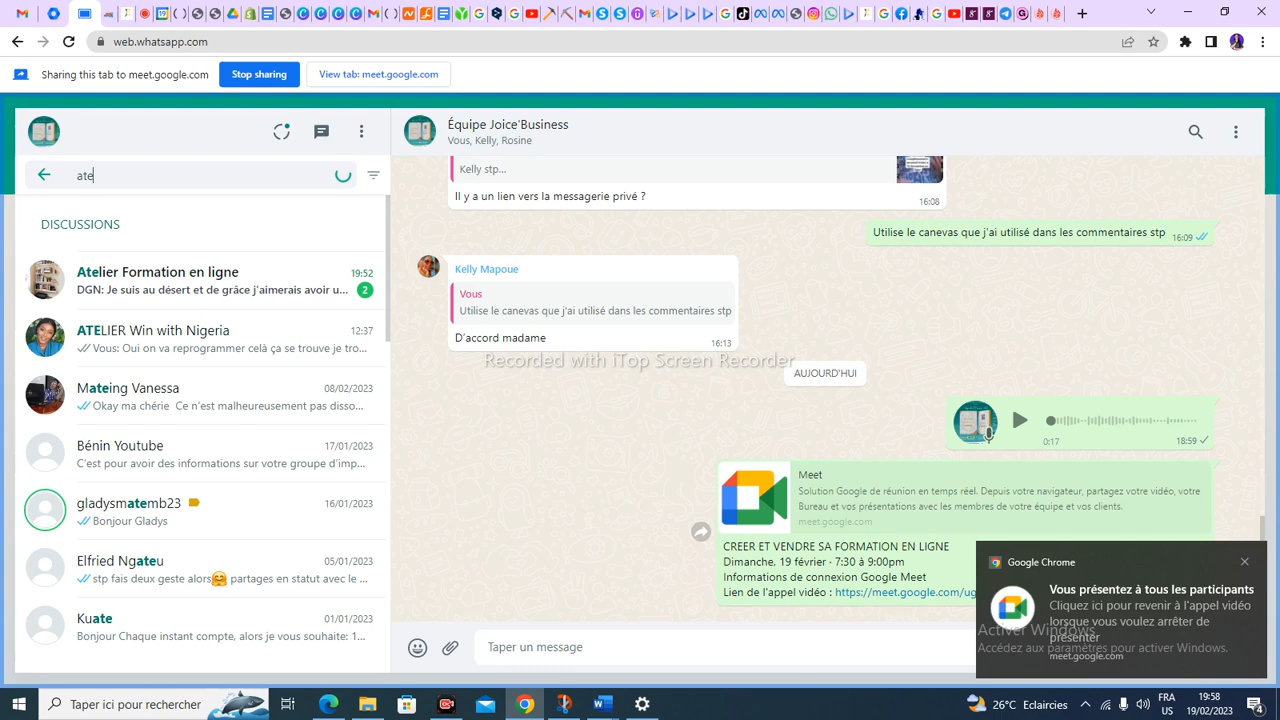 web.whatsapp.com
Sharing this tab to meet.google.com
Stop sharing
View tab: meet.google.com
ate
DISCUSSIONS
Atelier Formation en ligne
19:52
DGN: Je suis au désert et de grâce j'aimerais avoir u...
2
ATELIER Win with Nigeria
12:37
Vous: Oui on va reprogrammer celà ça se trouve je tro...
Mateing Vanessa
08/02/2023
Okay ma chérie Ce n'est malheureusement pas disso...
Bénin Youtube
17/01/2023
C'est pour avoir des informations sur votre groupe d'imp...
gladysmatemb23
16/01/2023
Bonjour Gladys
Elfried Ngateu
05/01/2023
stp fais deux geste alors🤗 partages en statut avec le ...
Kuate
01/01/2023
Bonjour Chaque instant compte, alors je vous souhaite: 1...
Équipe Joice'Business
Vous, Kelly, Rosine
Kelly stp...
Il y a un lien vers la messagerie privé ?
16:08
Utilise le canevas que j'ai utilisé dans les commentaires stp
16:09
Kelly Mapoue
Vous
Utilise le canevas que j'ai utilisé dans les commentaires stp
D'accord madame
16:13
Recorded with iTop Screen Recorder
AUJOURD'HUI
0:17
18:59
Meet
Solution Google de réunion en temps réel. Depuis votre navigateur, partagez votre vidéo, votre
Bureau et vos présentations avec les membres de votre équipe et vos clients.
meet.google.com
CREER ET VENDRE SA FORMATION EN LIGNE
Dimanche, 19 février · 7:30 à 9:00pm
Informations de connexion Google Meet
Lien de l'appel vidéo : https://meet.google.com/ug
Taper un message
Google Chrome
Vous présentez à tous les participants
Cliquez ici pour revenir à l'appel vidéo
lorsque vous voulez arrêter de
présenter
meet.google.com
Activer Windows
Accédez aux paramètres pour activer Windows.
Taper ici pour rechercher
26°C Eclaircies
FRA
US
19:58
19/02/2023
4